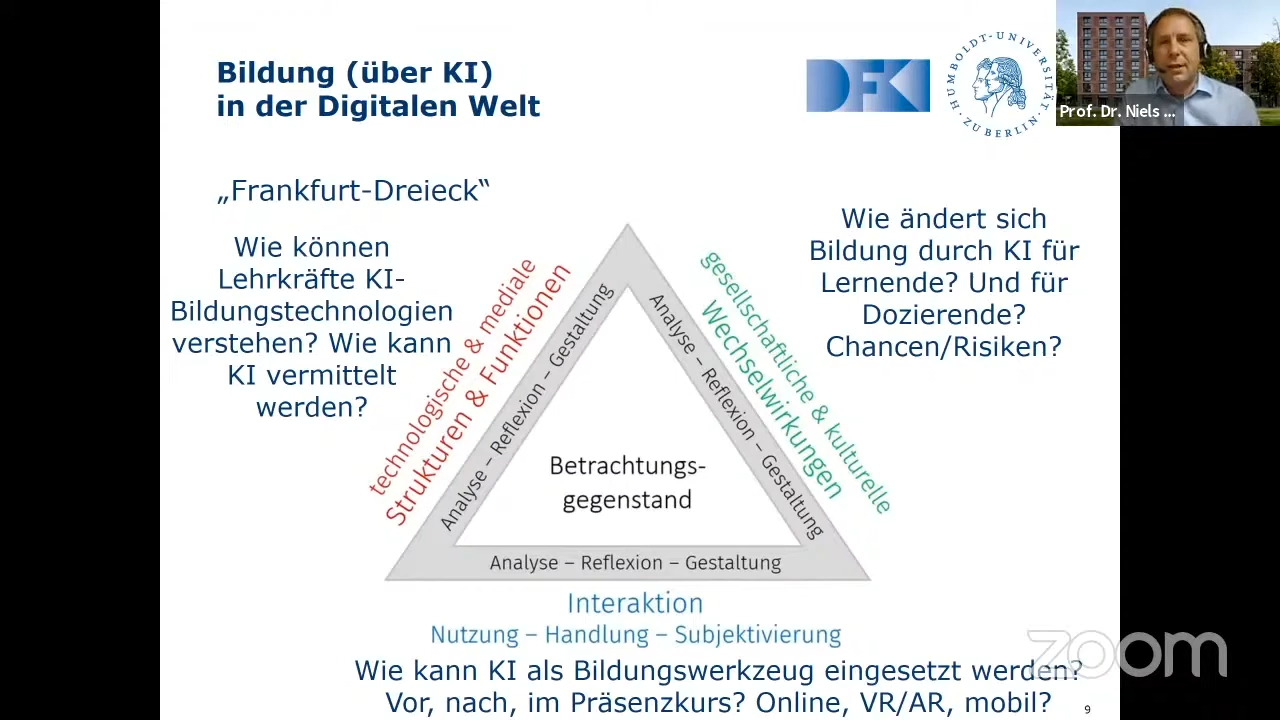 Bildung (über KI)
in der Digitalen Welt
DFKI
HUMBOLDT-UNIVERSITÄT
ZU BERLIN
Prof. Dr. Niels ...
„Frankfurt-Dreieck“
Wie können
Lehrkräfte KI-
Bildungstechnologien
verstehen? Wie kann
KI vermittelt
werden?
technologische & mediale
Strukturen & Funktionen
Analyse – Reflexion – Gestaltung
Analyse – Reflexion – Gestaltung
gesellschaftliche & kulturelle
Wechselwirkungen
Wie ändert sich
Bildung durch KI für
Lernende? Und für
Dozierende?
Chancen/Risiken?
Betrachtungs-
gegenstand
Analyse – Reflexion – Gestaltung
Interaktion
Nutzung – Handlung – Subjektivierung
zoom
Wie kann KI als Bildungswerkzeug eingesetzt werden?
Vor, nach, im Präsenzkurs? Online, VR/AR, mobil?
9